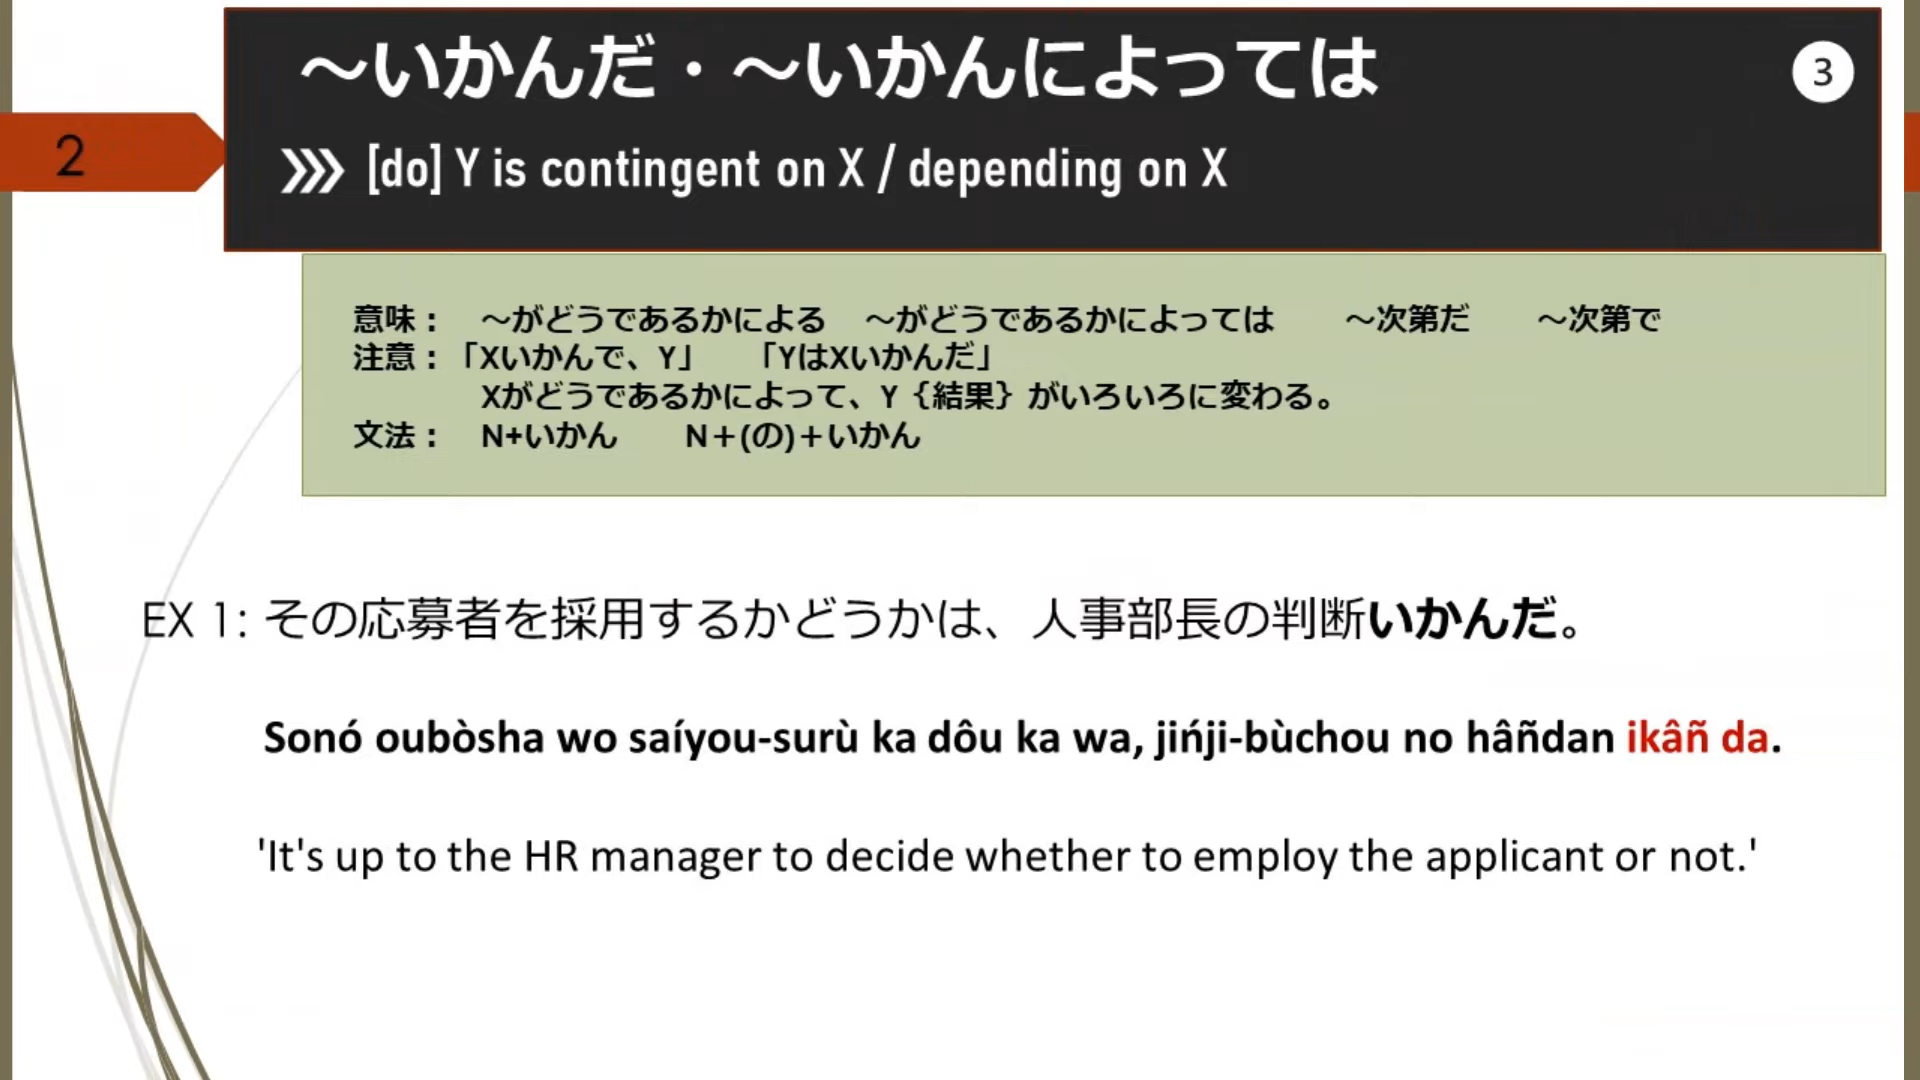 ～いかんだ・～いかんによっては
3
[do] Y is contingent on X / depending on X
2
意味： ～がどうであるかによる ～がどうであるかによっては ～次第だ ～次第で
注意：「Xいかんで、Y」 「YはXいかんだ」
Xがどうであるかによって、Y｛結果｝がいろいろに変わる。
文法： N+いかん N＋(の)＋いかん
EX 1: その応募者を採用するかどうかは、人事部長の判断いかんだ。
Sonó oubòsha wo saíyou-surù ka dôu ka wa, jińji-bùchou no hâñdan ikâñ da.
'It's up to the HR manager to decide whether to employ the applicant or not.'